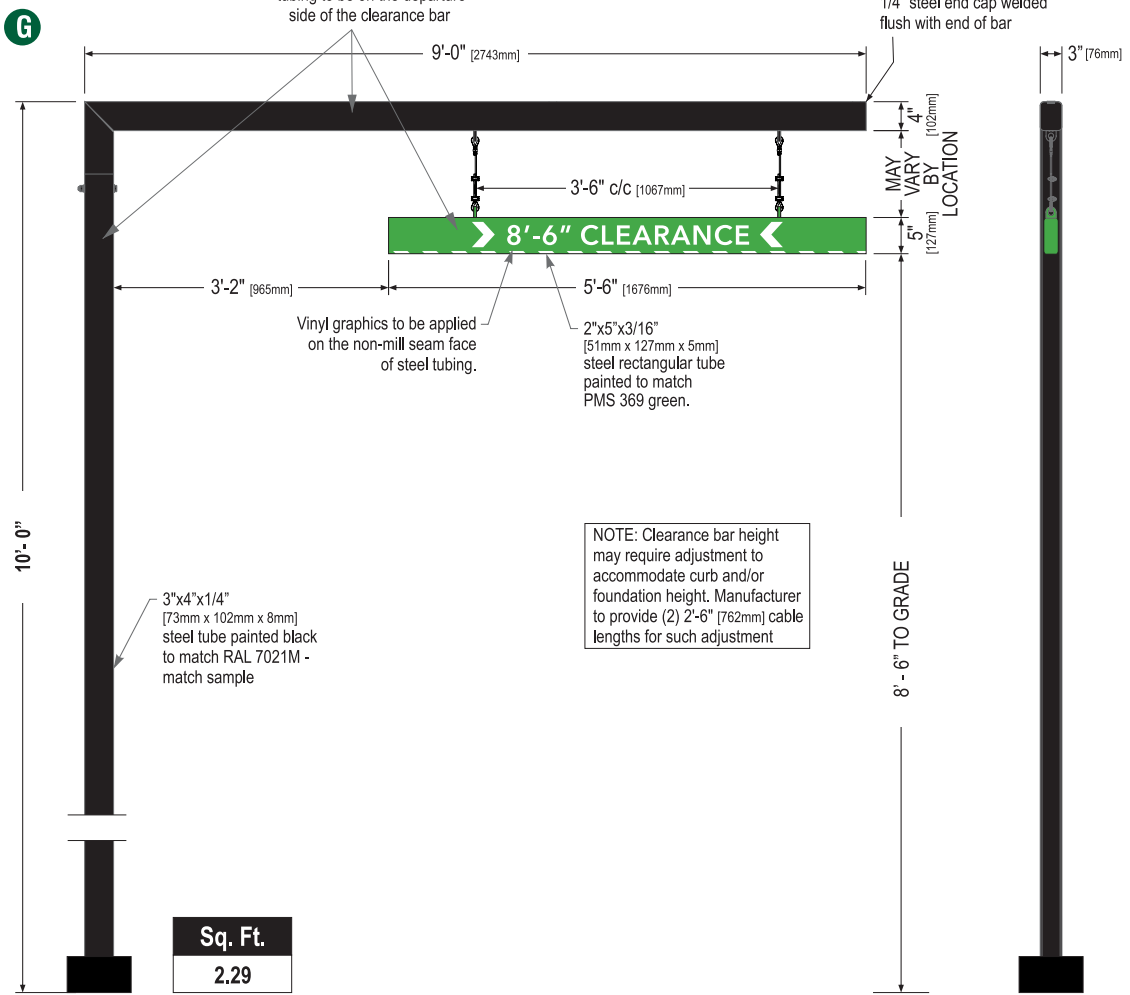 G
tubing to be on the departure
side of the clearance bar
1/4" steel end cap welded
flush with end of bar
9'-0" [2743mm]
3" [76mm]
4"
[102mm]
MAY
VARY
BY
LOCATION
3'-6" c/c [1067mm]
8'-6" CLEARANCE
5"
[127mm]
3'-2" [965mm]
5'-6" [1676mm]
Vinyl graphics to be applied
on the non-mill seam face
of steel tubing.
2"x5"x3/16"
[51mm x 127mm x 5mm]
steel rectangular tube
painted to match
PMS 369 green.
10'- 0"
NOTE: Clearance bar height
may require adjustment to
accommodate curb and/or
foundation height. Manufacturer
to provide (2) 2'-6" [762mm] cable
lengths for such adjustment
8' - 6" TO GRADE
3"x4"x1/4"
[73mm x 102mm x 8mm]
steel tube painted black
to match RAL 7021M -
match sample
Sq. Ft.
2.29